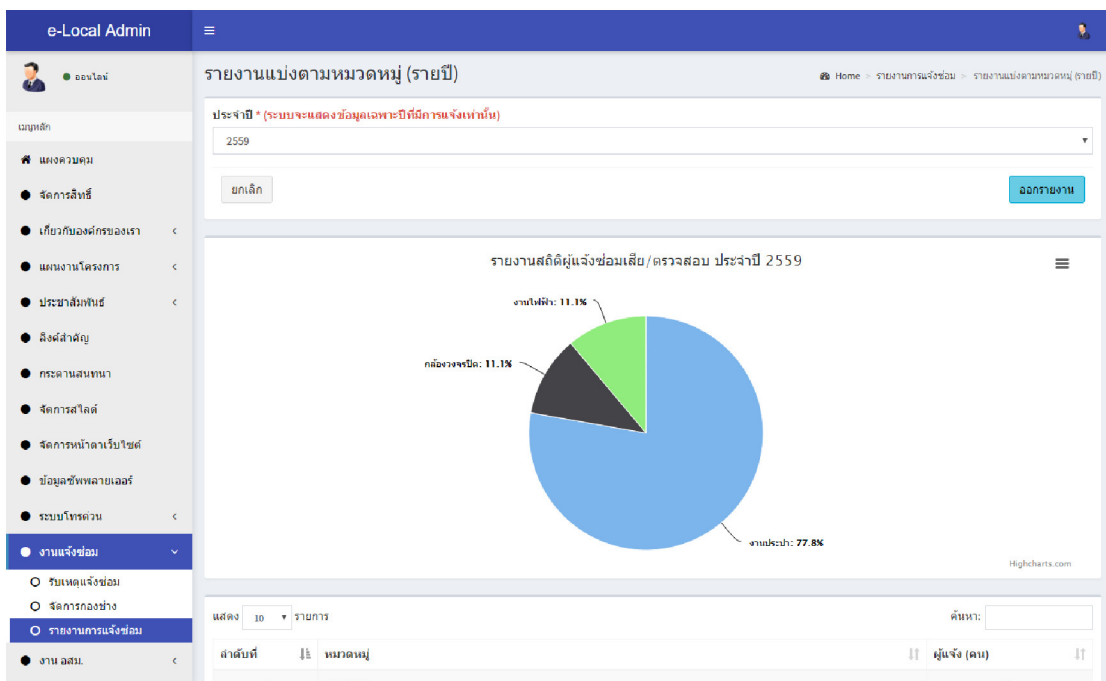 e-Local Admin
ออนไลน์
รายงานแบ่งตามหมวดหมู่ (รายปี)
Home > รายงานการแจ้งซ่อม > รายงานแบ่งตามหมวดหมู่ (รายปี)
เมนูหลัก
แผงควบคุม
จัดการสิทธิ์
เกี่ยวกับองค์กรของเรา
แผนงานโครงการ
ประชาสัมพันธ์
ลิงค์สำคัญ
กระดานสนทนา
จัดการสไลด์
จัดการหน้าตาเว็บไซต์
ข้อมูลซัพพลายเออร์
ระบบโทรด่วน
งานแจ้งซ่อม
รับเหตุแจ้งซ่อม
จัดการกองช่าง
รายงานการแจ้งซ่อม
งาน อสม.
ประจำปี * (ระบบจะแสดงข้อมูลเฉพาะปีที่มีการแจ้งเท่านั้น)
2559
ยกเลิก
ออกรายงาน
รายงานสถิติผู้แจ้งซ่อมเสีย/ตรวจสอบ ประจำปี 2559
งานไฟฟ้า: 11.1%
กล้องวงจรปิด: 11.1%
งานประปา: 77.8%
Highcharts.com
แสดง 10 รายการ
ค้นหา:
ลำดับที่ หมวดหมู่ ผู้แจ้ง (คน)